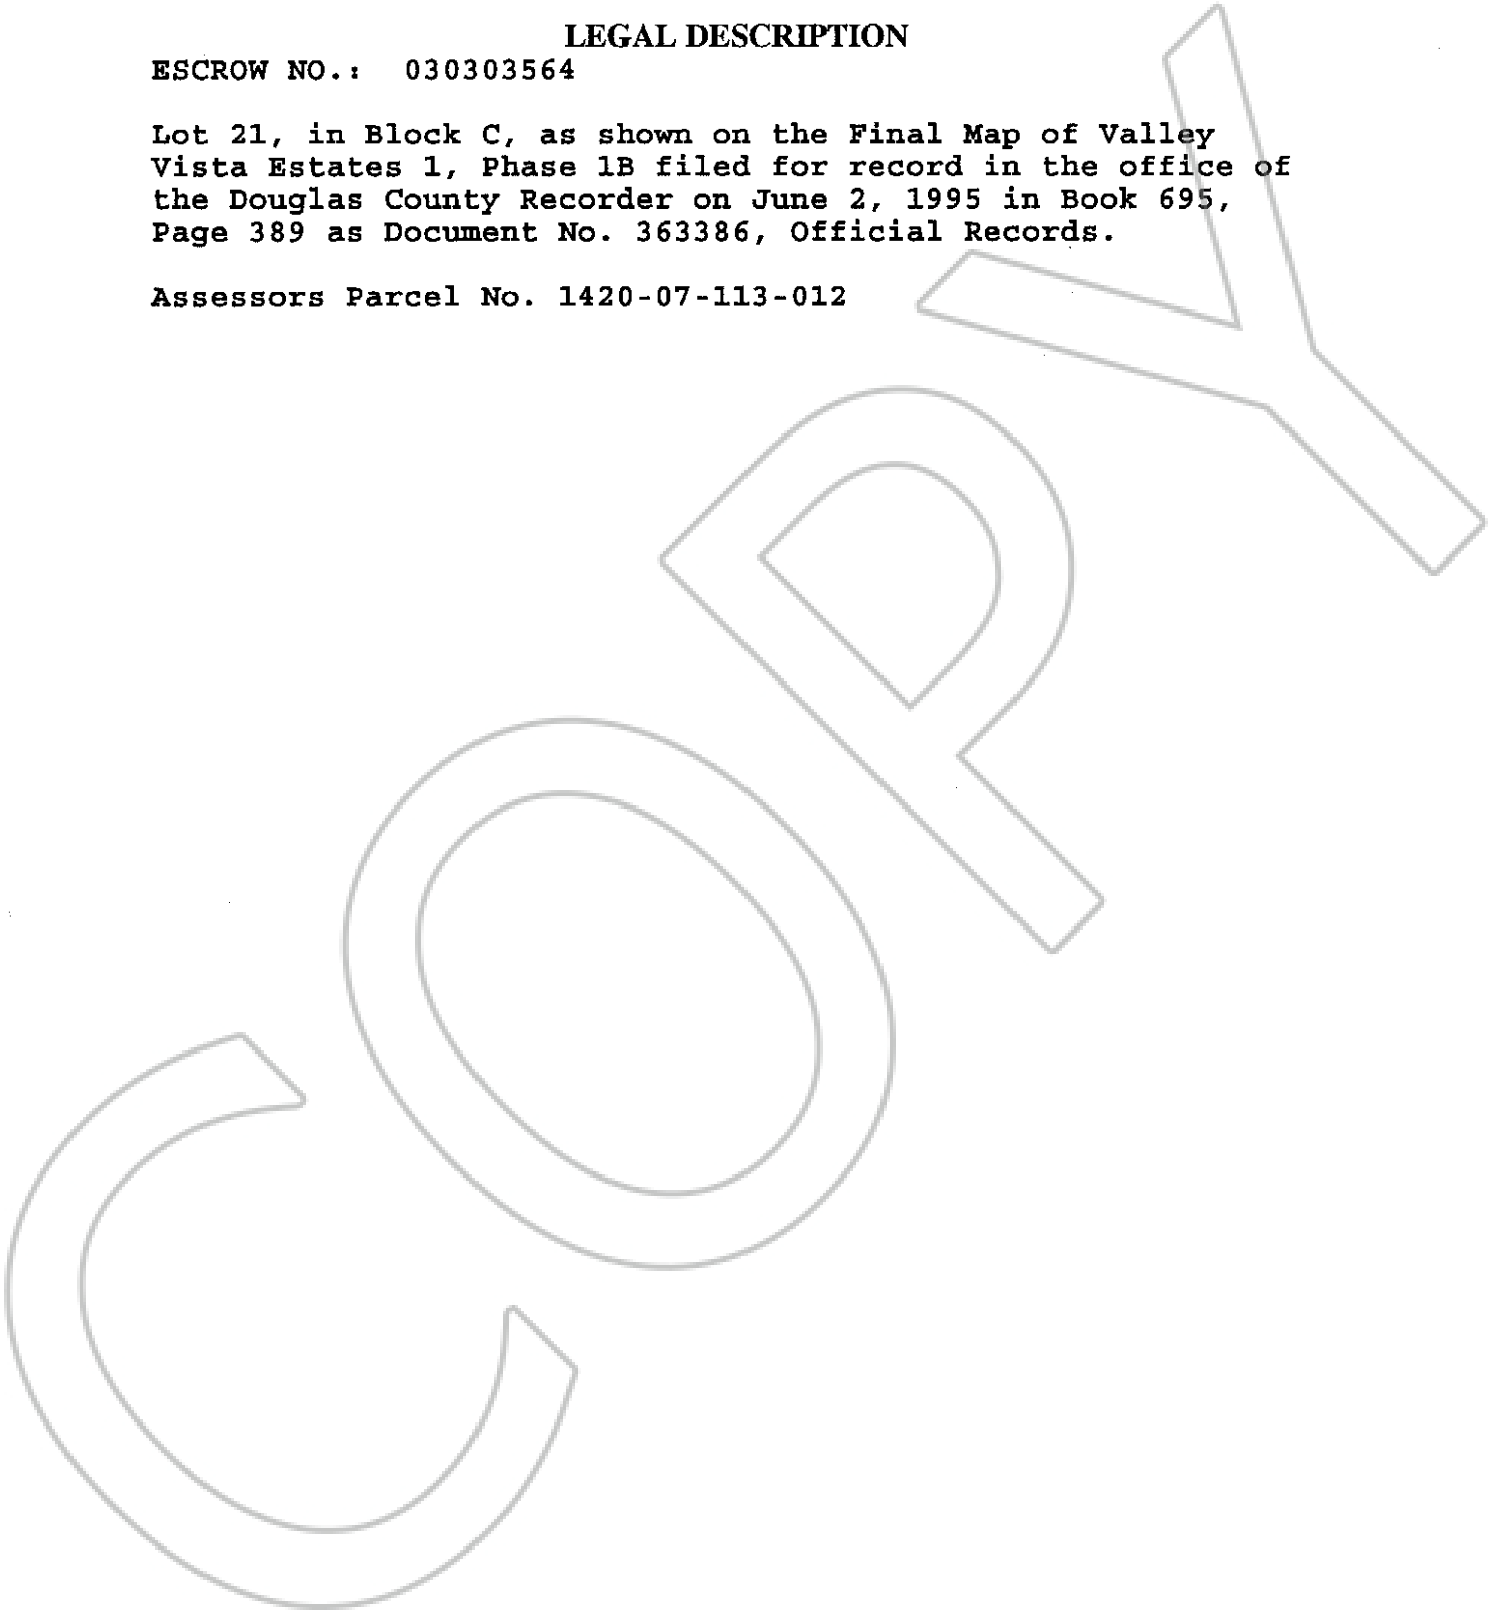 LEGAL DESCRIPTION
ESCROW NO.: 030303564
Lot 21, in Block C, as shown on the Final Map of Valley
Vista Estates 1, Phase 1B filed for record in the office of
the Douglas County Recorder on June 2, 1995 in Book 695,
Page 389 as Document No. 363386, Official Records.
Assessors Parcel No. 1420-07-113-012
COPY